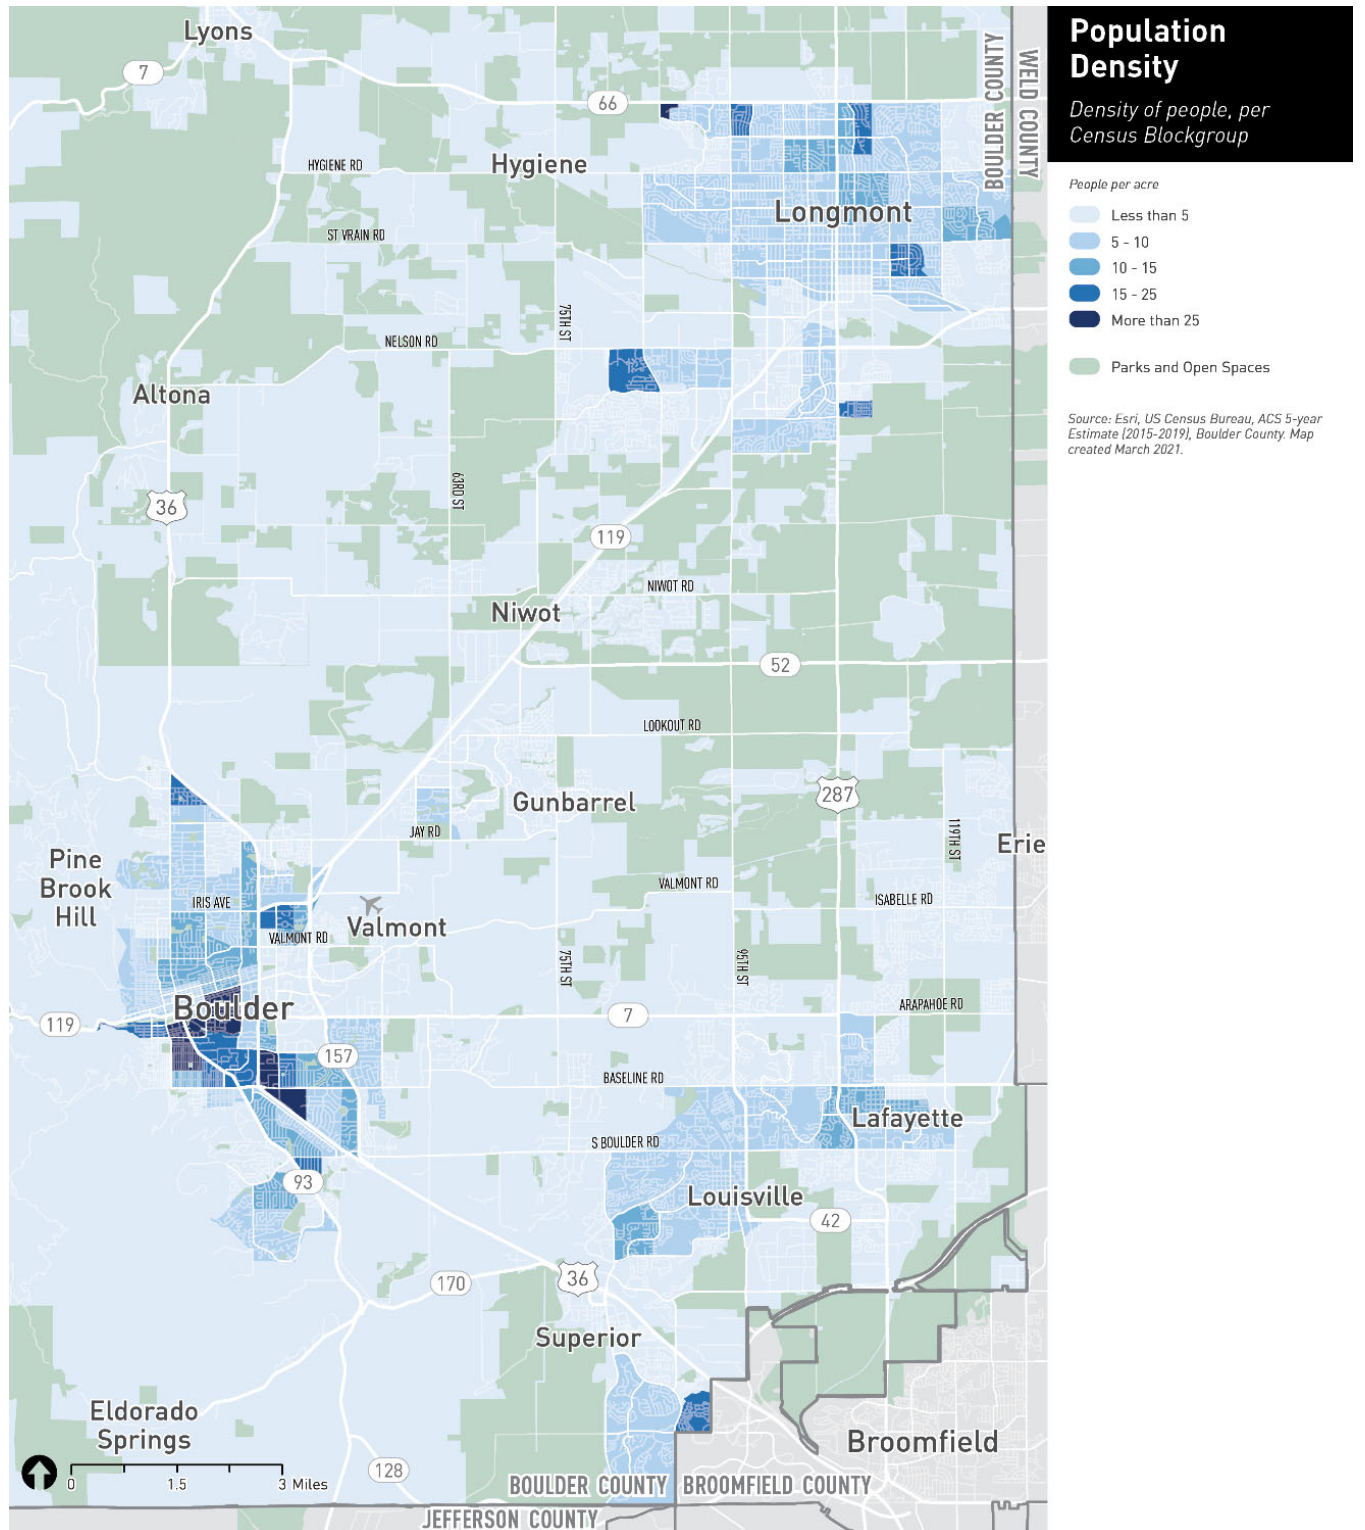 Population
Density
Density of people, per
Census Blockgroup
People per acre
Less than 5
5 - 10
10 - 15
15 - 25
More than 25
Parks and Open Spaces
Source: Esri, US Census Bureau, ACS 5-year
Estimate (2015-2019), Boulder County. Map
created March 2021.
Lyons
7
66
BOULDER COUNTY
WELD COUNTY
HYGIENE RD
Hygiene
Longmont
ST VRAIN RD
75TH ST
NELSON RD
Altona
63RD ST
36
119
NIWOT RD
Niwot
52
LOOKOUT RD
287
Gunbarrel
JAY RD
119TH ST
Erie
Pine
Brook
Hill
VALMONT RD
ISABELLE RD
IRIS AVE
Valmont
VALMONT RD
75TH ST
95TH ST
Boulder
ARAPAHOE RD
119
7
157
BASELINE RD
Lafayette
S BOULDER RD
93
Louisville
42
170
36
Superior
Eldorado
Springs
Broomfield
0
1.5
3 Miles
128
BOULDER COUNTY
BROOMFIELD COUNTY
JEFFERSON COUNTY